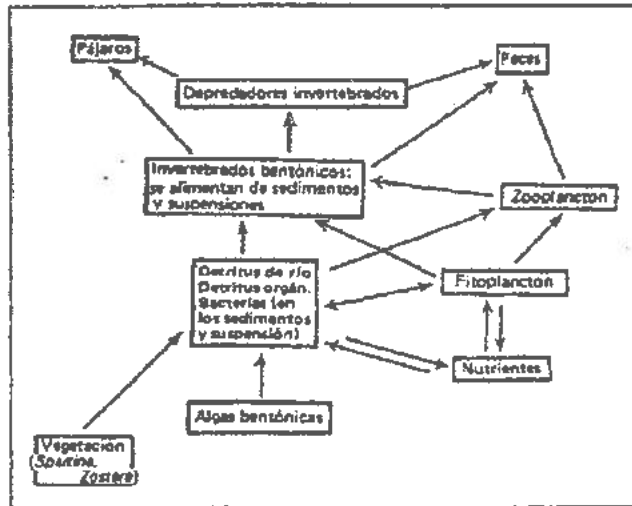 Pájaros
Peces
Depredadores invertebrados
Invertebrados bentónicos:
se alimentan de sedimentos
y suspensiones
Zooplancton
Detritus de río
Detritus orgán.
Bacterias (en
los sedimentos
y suspensión)
Fitoplancton
Nutrientes
Algas bentónicas
Vegetación
(Spartina,
Zostera)